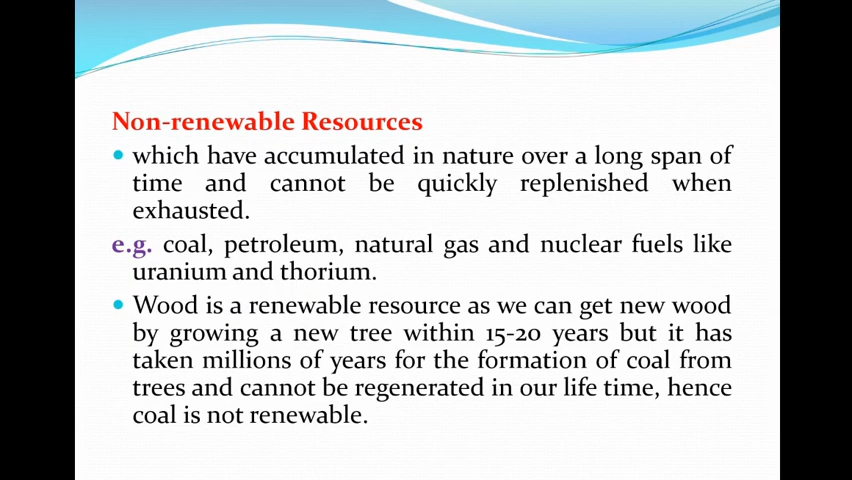 Non-renewable Resources
• which have accumulated in nature over a long span of
time and cannot be quickly replenished when
exhausted.
e.g. coal, petroleum, natural gas and nuclear fuels like
uranium and thorium.
• Wood is a renewable resource as we can get new wood
by growing a new tree within 15-20 years but it has
taken millions of years for the formation of coal from
trees and cannot be regenerated in our life time, hence
coal is not renewable.